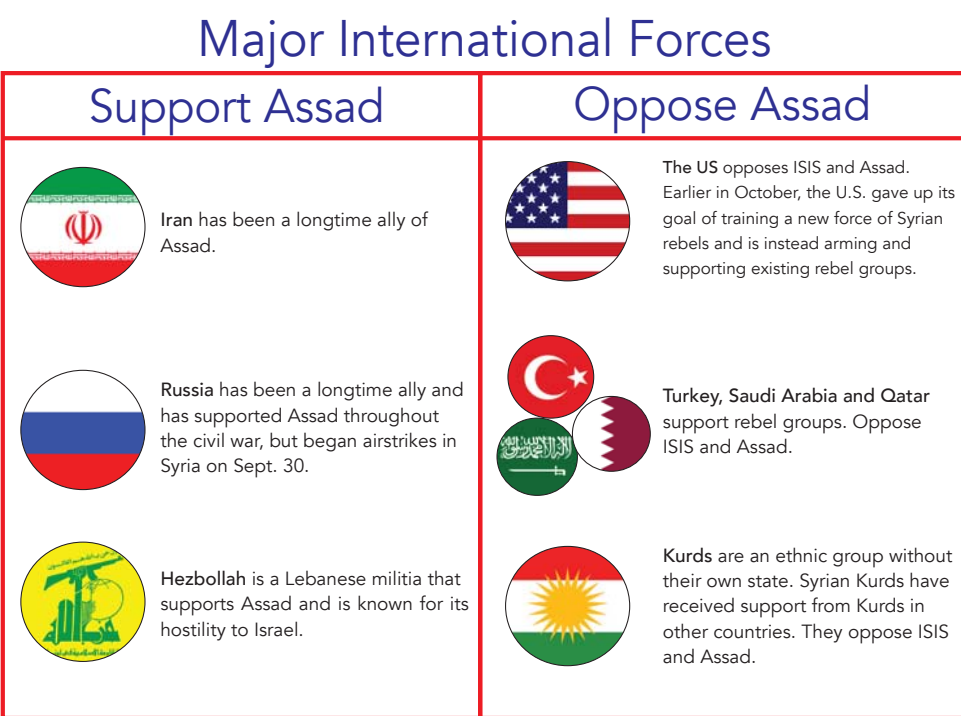 Major International Forces
Support Assad
Oppose Assad
Iran has been a longtime ally of
Assad.
Russia has been a longtime ally and
has supported Assad throughout
the civil war, but began airstrikes in
Syria on Sept. 30.
Hezbollah is a Lebanese militia that
supports Assad and is known for its
hostility to Israel.
The US opposes ISIS and Assad.
Earlier in October, the U.S. gave up its
goal of training a new force of Syrian
rebels and is instead arming and
supporting existing rebel groups.
Turkey, Saudi Arabia and Qatar
support rebel groups. Oppose
ISIS and Assad.
Kurds are an ethnic group without
their own state. Syrian Kurds have
received support from Kurds in
other countries. They oppose ISIS
and Assad.